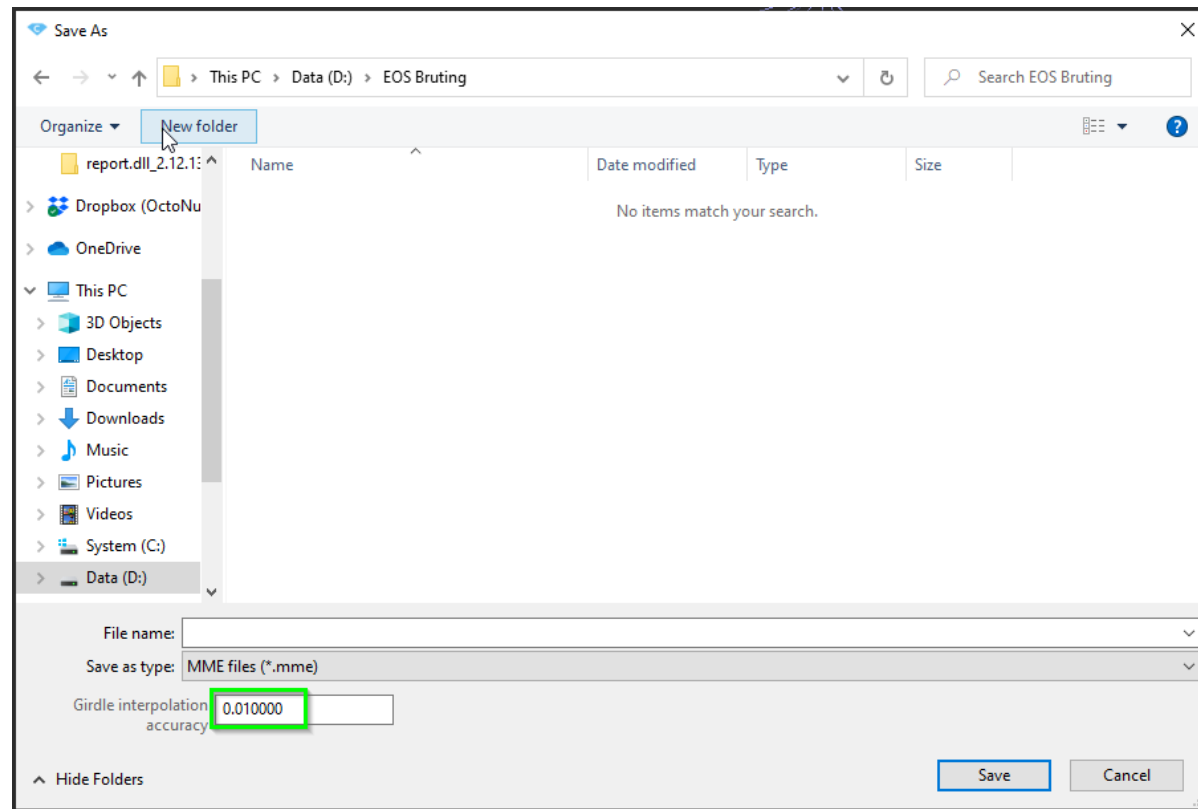 Save As
This PC > Data (D:) > EOS Bruting
Search EOS Bruting
Organize
New folder
report.dll_2.12.13
Name
Date modified
Type
Size
Dropbox (OctoNu
No items match your search.
OneDrive
This PC
3D Objects
Desktop
Documents
Downloads
Music
Pictures
Videos
System (C:)
Data (D:)
File name:
Save as type: MME files (*.mme)
Girdle interpolation
accuracy
0.010000
Hide Folders
Save
Cancel